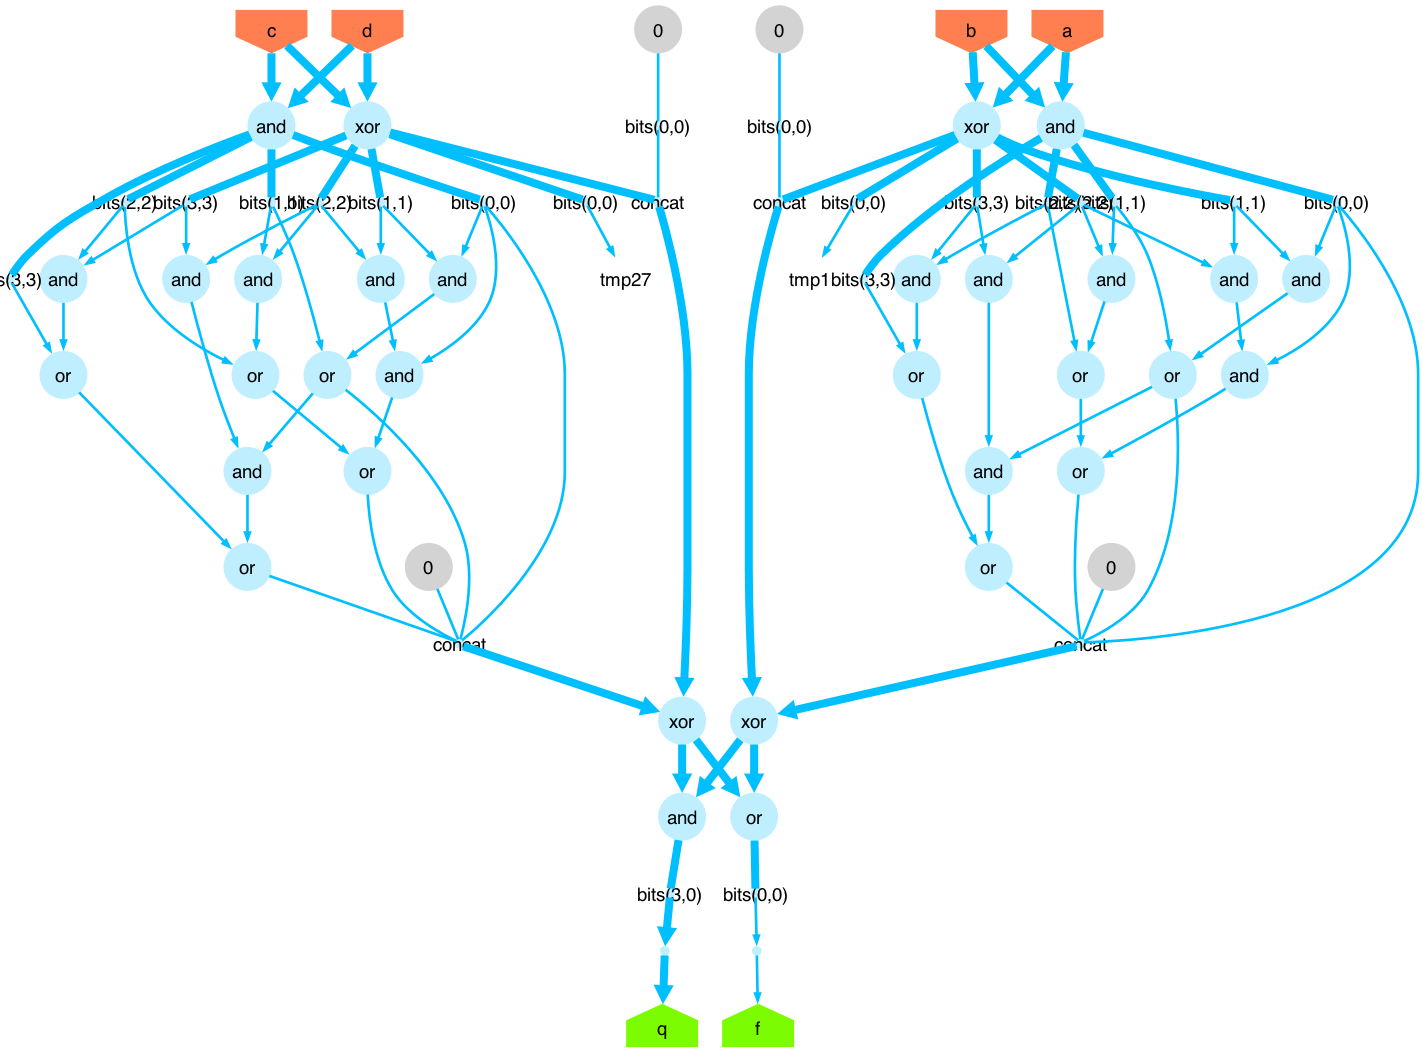 c d 0 0 b a
and xor bits(0,0) bits(0,0) xor and
bits(2,2) bits(3,3) bits(1,1) bits(2,2) bits(1,1) bits(0,0) bits(0,0) concat concat bits(0,0) bits(3,3) bits(2,2) bits(2,2) bits(1,1) bits(1,1) bits(0,0)
s(3,3) and and and and and tmp27 tmp1 bits(3,3) and and and and and
or or or and or or or and
and or and or
or 0 or 0
concat concat
xor xor
and or
bits(3,0) bits(0,0)
q f